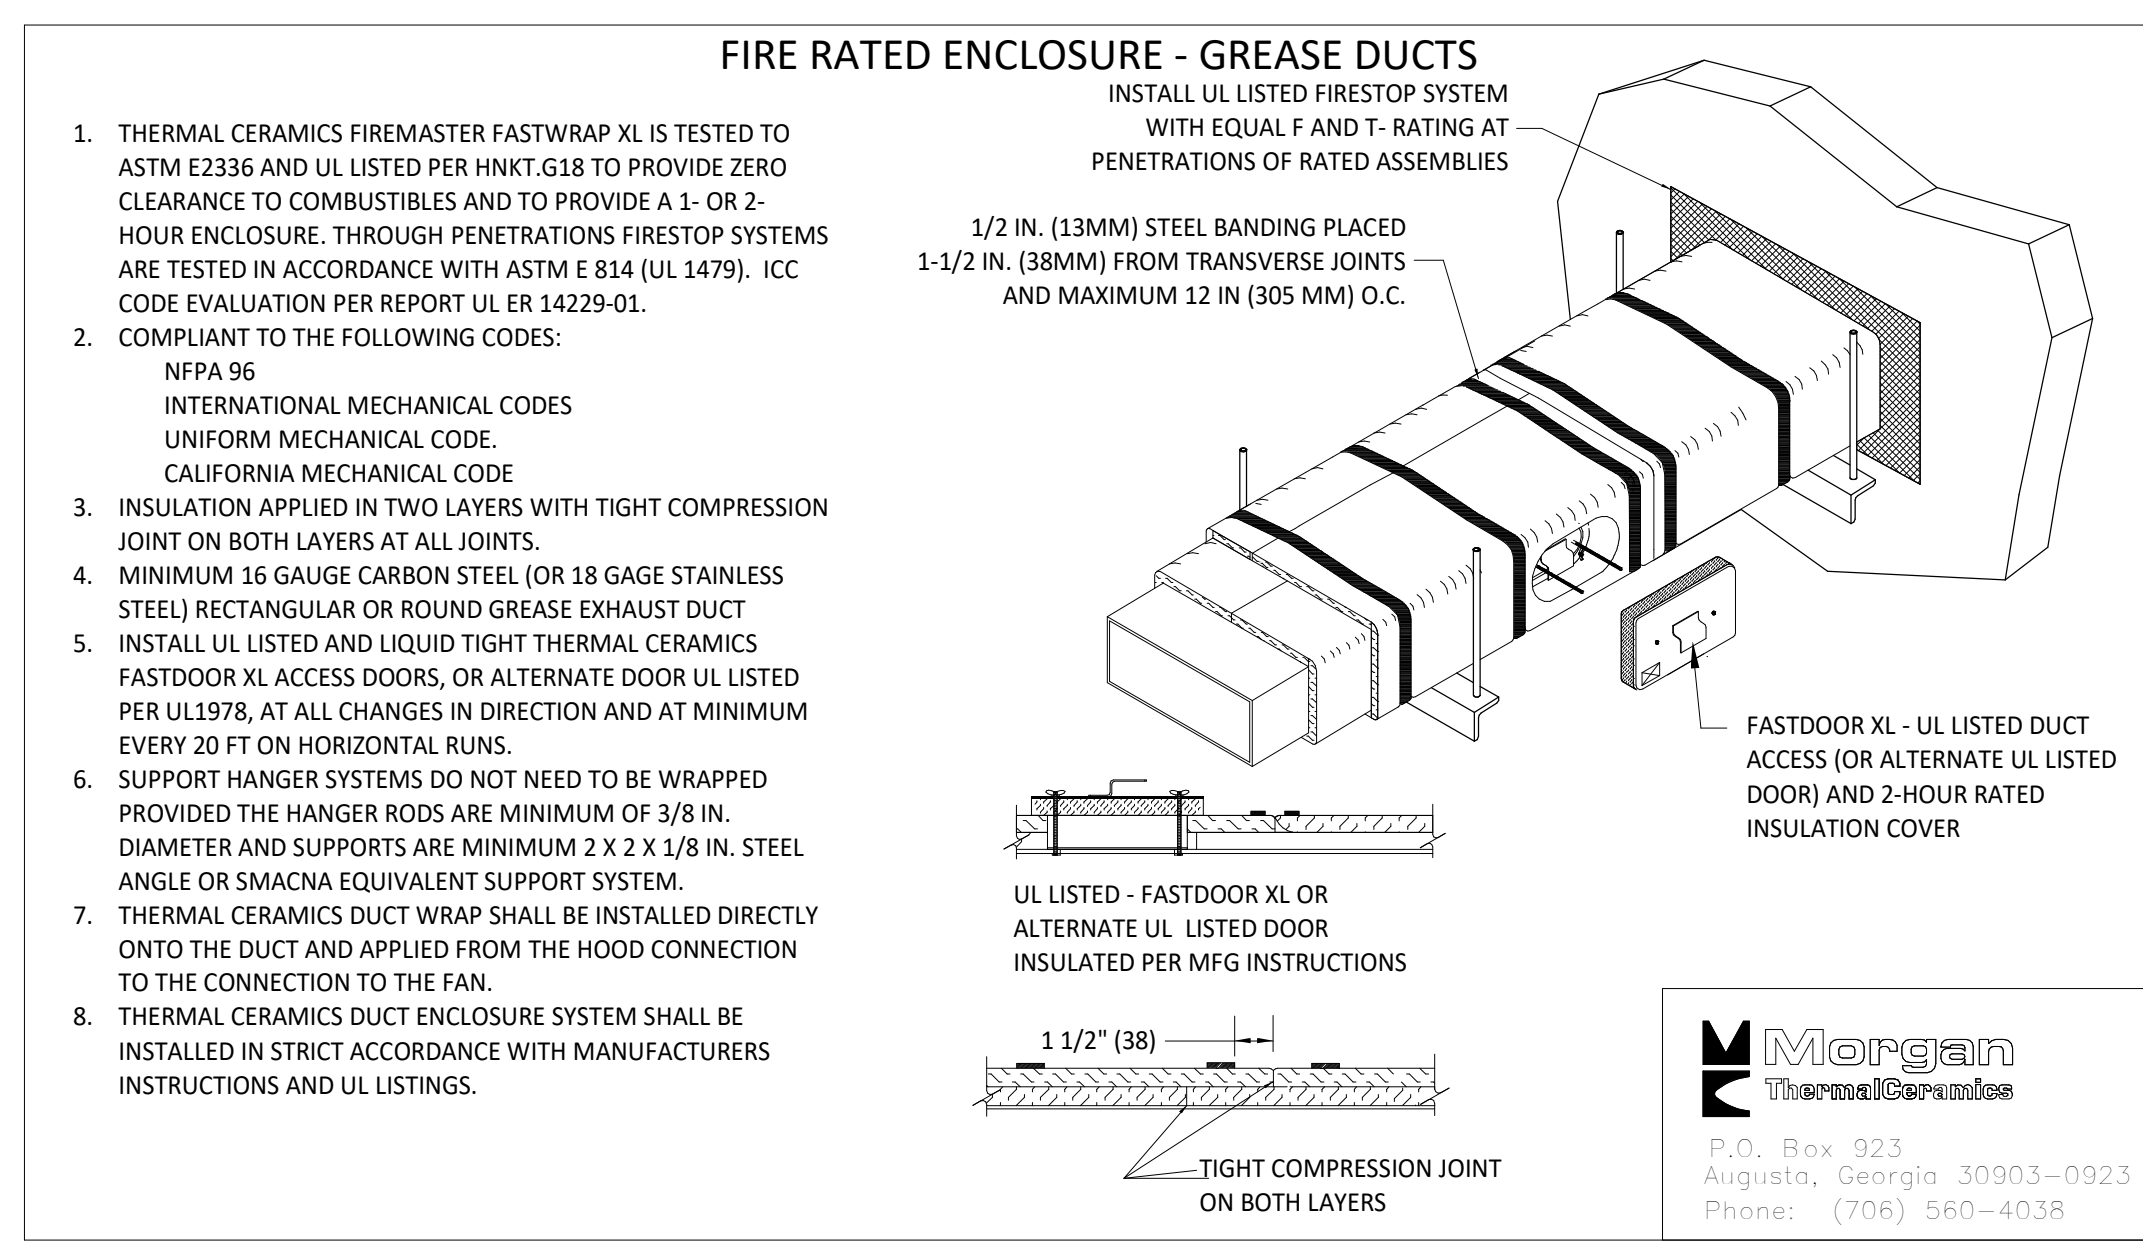 FIRE RATED ENCLOSURE - GREASE DUCTS
1. THERMAL CERAMICS FIREMASTER FASTWRAP XL IS TESTED TO
ASTM E2336 AND UL LISTED PER HNKT.G18 TO PROVIDE ZERO
CLEARANCE TO COMBUSTIBLES AND TO PROVIDE A 1- OR 2-
HOUR ENCLOSURE. THROUGH PENETRATIONS FIRESTOP SYSTEMS
ARE TESTED IN ACCORDANCE WITH ASTM E 814 (UL 1479). ICC
CODE EVALUATION PER REPORT UL ER 14229-01.
2. COMPLIANT TO THE FOLLOWING CODES:
NFPA 96
INTERNATIONAL MECHANICAL CODES
UNIFORM MECHANICAL CODE.
CALIFORNIA MECHANICAL CODE
3. INSULATION APPLIED IN TWO LAYERS WITH TIGHT COMPRESSION
JOINT ON BOTH LAYERS AT ALL JOINTS.
4. MINIMUM 16 GAUGE CARBON STEEL (OR 18 GAGE STAINLESS
STEEL) RECTANGULAR OR ROUND GREASE EXHAUST DUCT
5. INSTALL UL LISTED AND LIQUID TIGHT THERMAL CERAMICS
FASTDOOR XL ACCESS DOORS, OR ALTERNATE DOOR UL LISTED
PER UL1978, AT ALL CHANGES IN DIRECTION AND AT MINIMUM
EVERY 20 FT ON HORIZONTAL RUNS.
6. SUPPORT HANGER SYSTEMS DO NOT NEED TO BE WRAPPED
PROVIDED THE HANGER RODS ARE MINIMUM OF 3/8 IN.
DIAMETER AND SUPPORTS ARE MINIMUM 2 X 2 X 1/8 IN. STEEL
ANGLE OR SMACNA EQUIVALENT SUPPORT SYSTEM.
7. THERMAL CERAMICS DUCT WRAP SHALL BE INSTALLED DIRECTLY
ONTO THE DUCT AND APPLIED FROM THE HOOD CONNECTION
TO THE CONNECTION TO THE FAN.
8. THERMAL CERAMICS DUCT ENCLOSURE SYSTEM SHALL BE
INSTALLED IN STRICT ACCORDANCE WITH MANUFACTURERS
INSTRUCTIONS AND UL LISTINGS.
INSTALL UL LISTED FIRESTOP SYSTEM
WITH EQUAL F AND T- RATING AT
PENETRATIONS OF RATED ASSEMBLIES
1/2 IN. (13MM) STEEL BANDING PLACED
1-1/2 IN. (38MM) FROM TRANSVERSE JOINTS
AND MAXIMUM 12 IN (305 MM) O.C.
FASTDOOR XL - UL LISTED DUCT
ACCESS (OR ALTERNATE UL LISTED
DOOR) AND 2-HOUR RATED
INSULATION COVER
UL LISTED - FASTDOOR XL OR
ALTERNATE UL LISTED DOOR
INSULATED PER MFG INSTRUCTIONS
1 1/2" (38)
TIGHT COMPRESSION JOINT
ON BOTH LAYERS
Morgan
ThermalCeramics
P.O. Box 923
Augusta, Georgia 30903-0923
Phone: (706) 560-4038